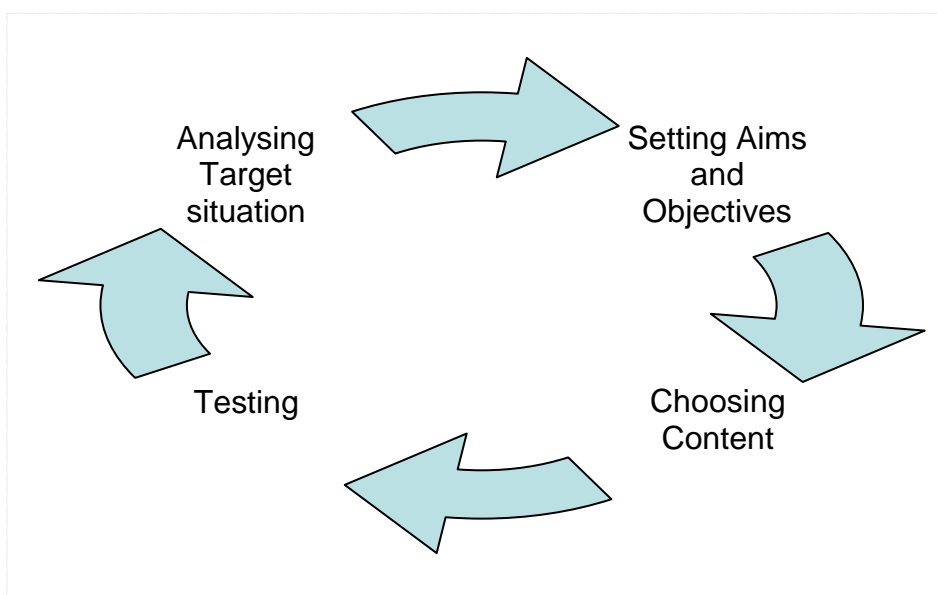 Analysing
Target
situation
Setting Aims
and
Objectives
Choosing
Content
Testing